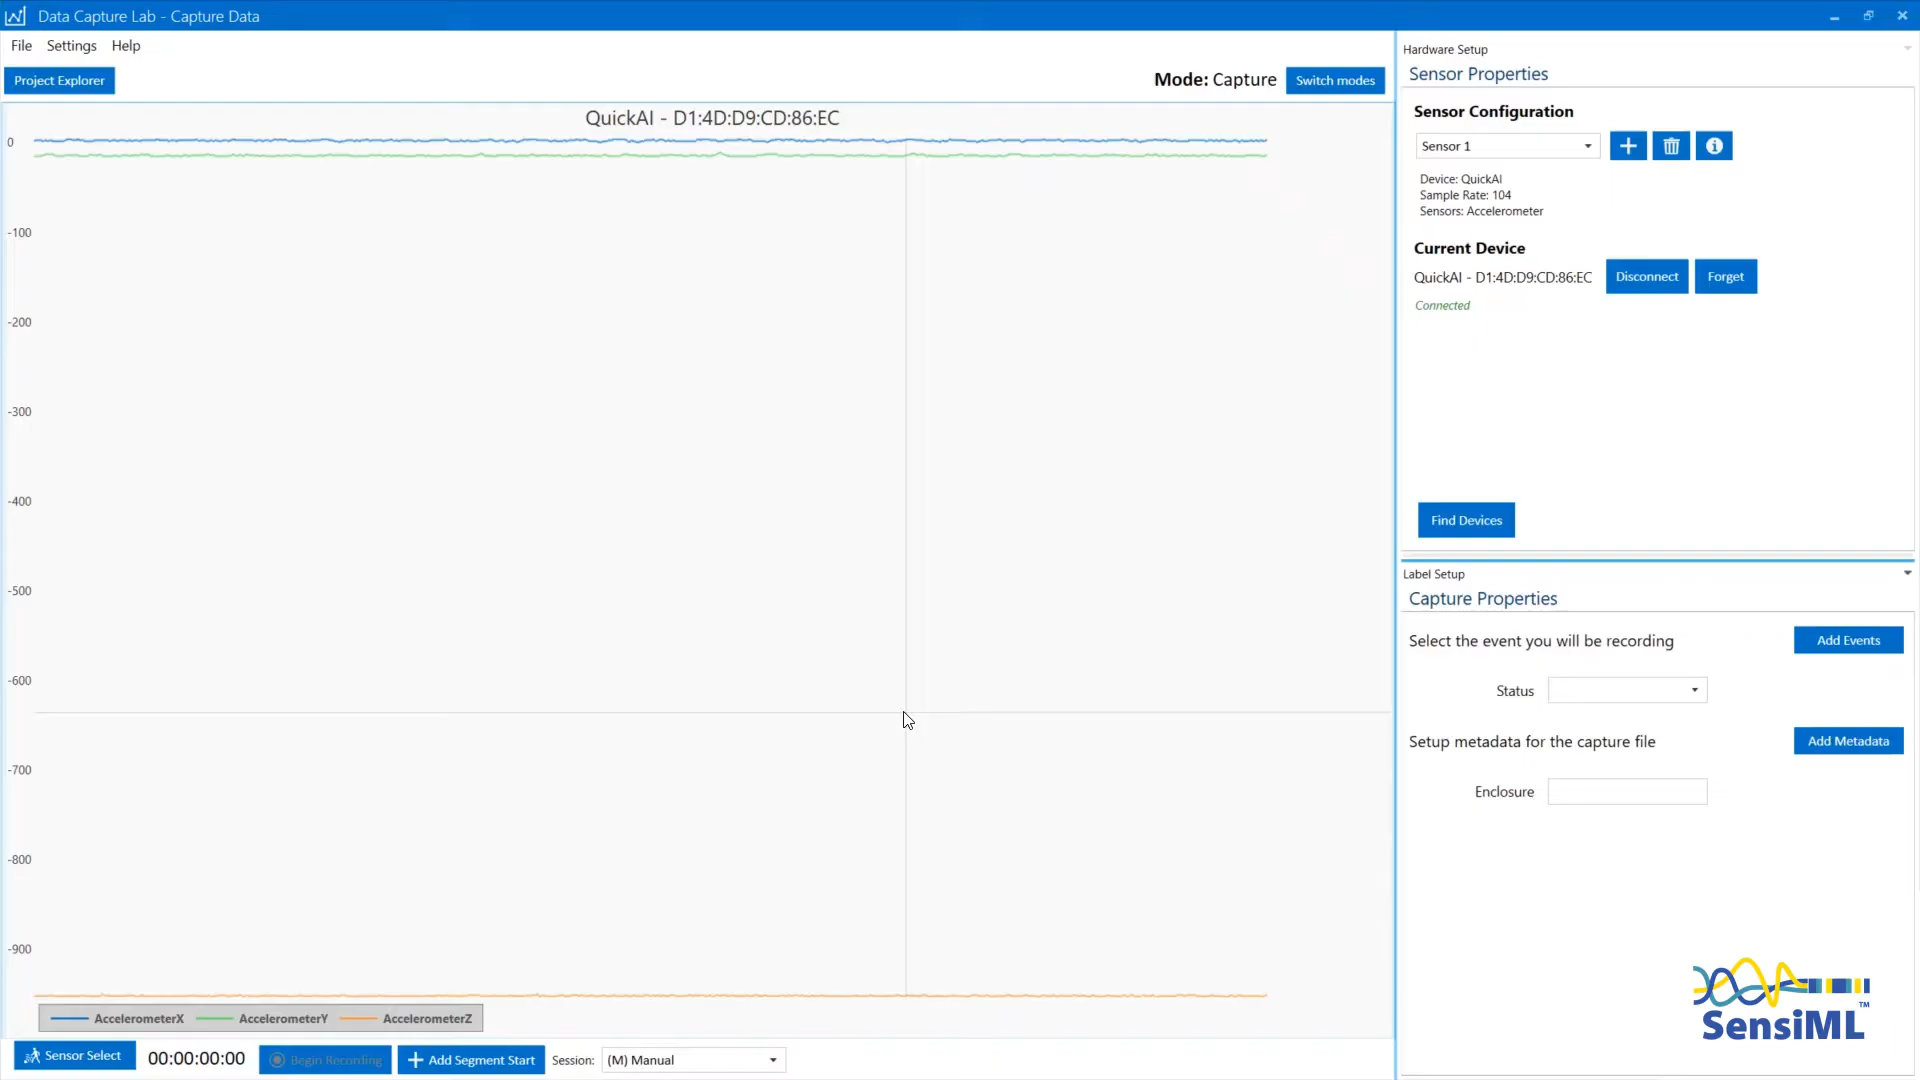 Data Capture Lab - Capture Data
File Settings Help
Project Explorer
Mode: Capture Switch modes
QuickAI - D1:4D:D9:CD:86:EC
0
-100
-200
-300
-400
-500
-600
-700
-800
-900
AccelerometerX AccelerometerY AccelerometerZ
Sensor Select 00:00:00:00 Begin Recording Add Segment Start Session: (M) Manual
Hardware Setup
Sensor Properties
Sensor Configuration
Sensor 1
Device: QuickAI
Sample Rate: 104
Sensors: Accelerometer
Current Device
QuickAI - D1:4D:D9:CD:86:EC Disconnect Forget
Connected
Find Devices
Label Setup
Capture Properties
Select the event you will be recording Add Events
Status
Setup metadata for the capture file Add Metadata
Enclosure
SensiML™